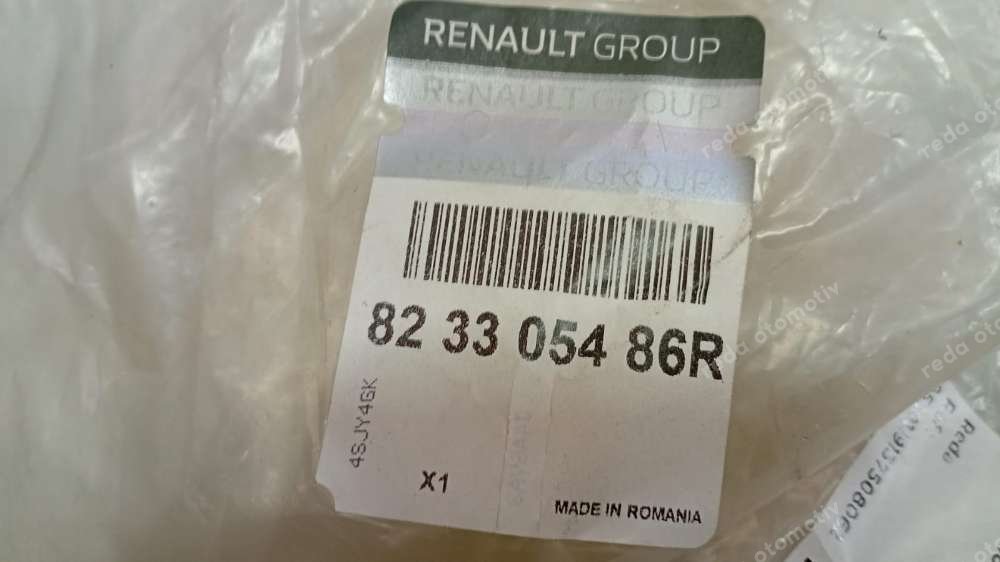 RENAULT GROUP
RENAULT GROUP
RENAULT GROUP
82 33 054 86R
4SJY4GK
X1
MADE IN ROMANIA
Reda
reda otomotiv
reda otomotiv
reda otomotiv